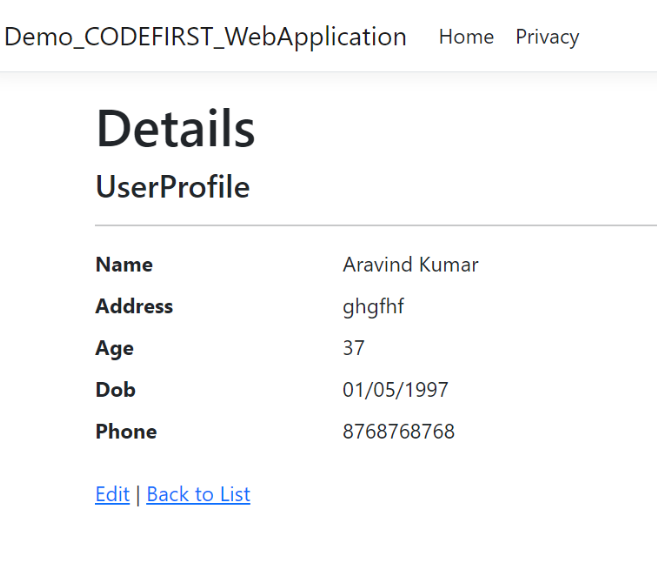 Demo_CODEFIRST_WebApplication Home Privacy
Details
UserProfile
Name Aravind Kumar
Address ghgfhf
Age 37
Dob 01/05/1997
Phone 8768768768
Edit | Back to List